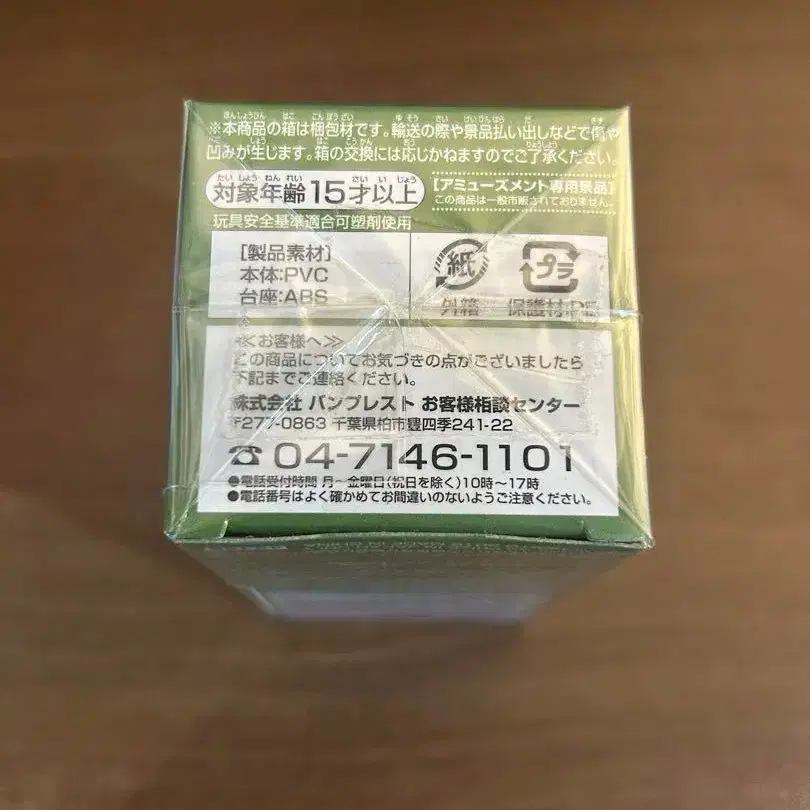 ※本商品の箱は梱包材です。輸送の際や景品払い出しなどで傷や
凹みが生じます。箱の交換には応じかねますのでご了承ください。
対象年齢15才以上
[アミューズメント専用景品]
この商品は一般市販されておりません。
玩具安全基準適合可塑剤使用
[製品素材]
本体:PVC
台座:ABS
紙
外箱
プラ
保護材:PE
≪お客様へ≫
この商品についてお気づきの点がございましたら
下記までご連絡ください。
株式会社 バンプレスト お客様相談センター
〒277-0863 千葉県柏市豊四季241-22
☎04-7146-1101
●電話受付時間 月〜金曜日(祝日を除く)10時〜17時
●電話番号はよく確かめてお間違いのないようご注意ください。